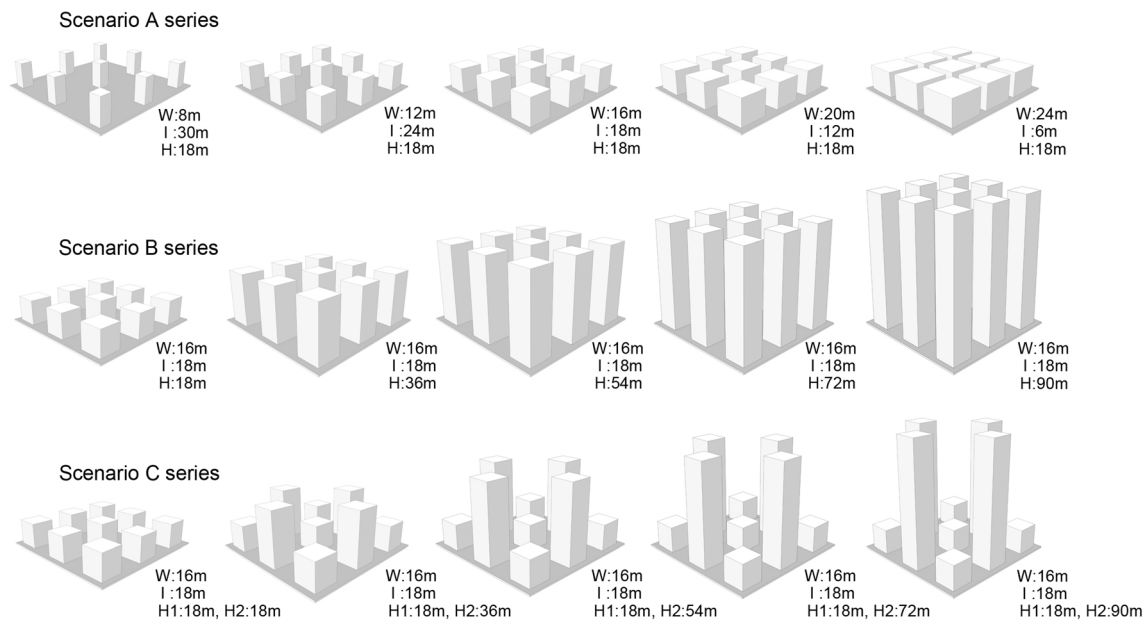 Scenario A series
W:8m
I :30m
H:18m
W:12m
I :24m
H:18m
W:16m
I :18m
H:18m
W:20m
I :12m
H:18m
W:24m
I :6m
H:18m
Scenario B series
W:16m
I :18m
H:18m
W:16m
I :18m
H:36m
W:16m
I :18m
H:54m
W:16m
I :18m
H:72m
W:16m
I :18m
H:90m
Scenario C series
W:16m
I :18m
H1:18m, H2:18m
W:16m
I :18m
H1:18m, H2:36m
W:16m
I :18m
H1:18m, H2:54m
W:16m
I :18m
H1:18m, H2:72m
W:16m
I :18m
H1:18m, H2:90m